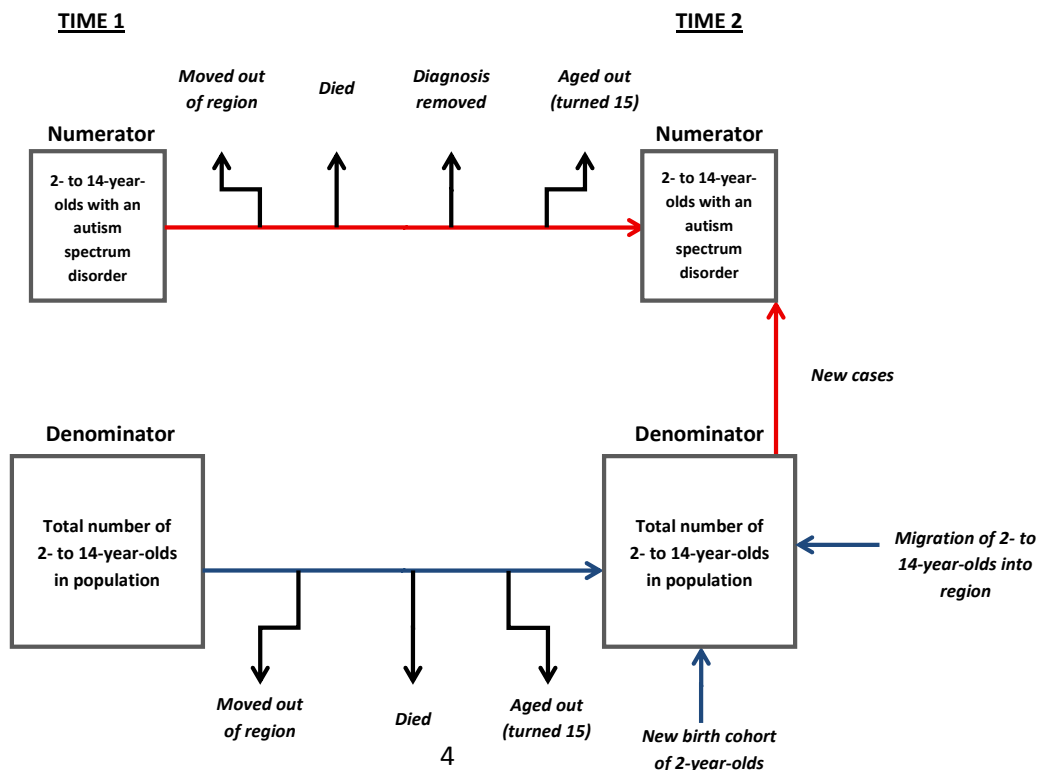 TIME 1
TIME 2
Moved out
of region
Died
Diagnosis
removed
Aged out
(turned 15)
Numerator
2- to 14-year-
olds with an
autism
spectrum
disorder
Numerator
2- to 14-year-
olds with an
autism
spectrum
disorder
New cases
Denominator
Total number of
2- to 14-year-olds
in population
Denominator
Total number of
2- to 14-year-olds
in population
Migration of 2- to
14-year-olds into
region
Moved out
of region
Died
Aged out
(turned 15)
New birth cohort
of 2-year-olds
4